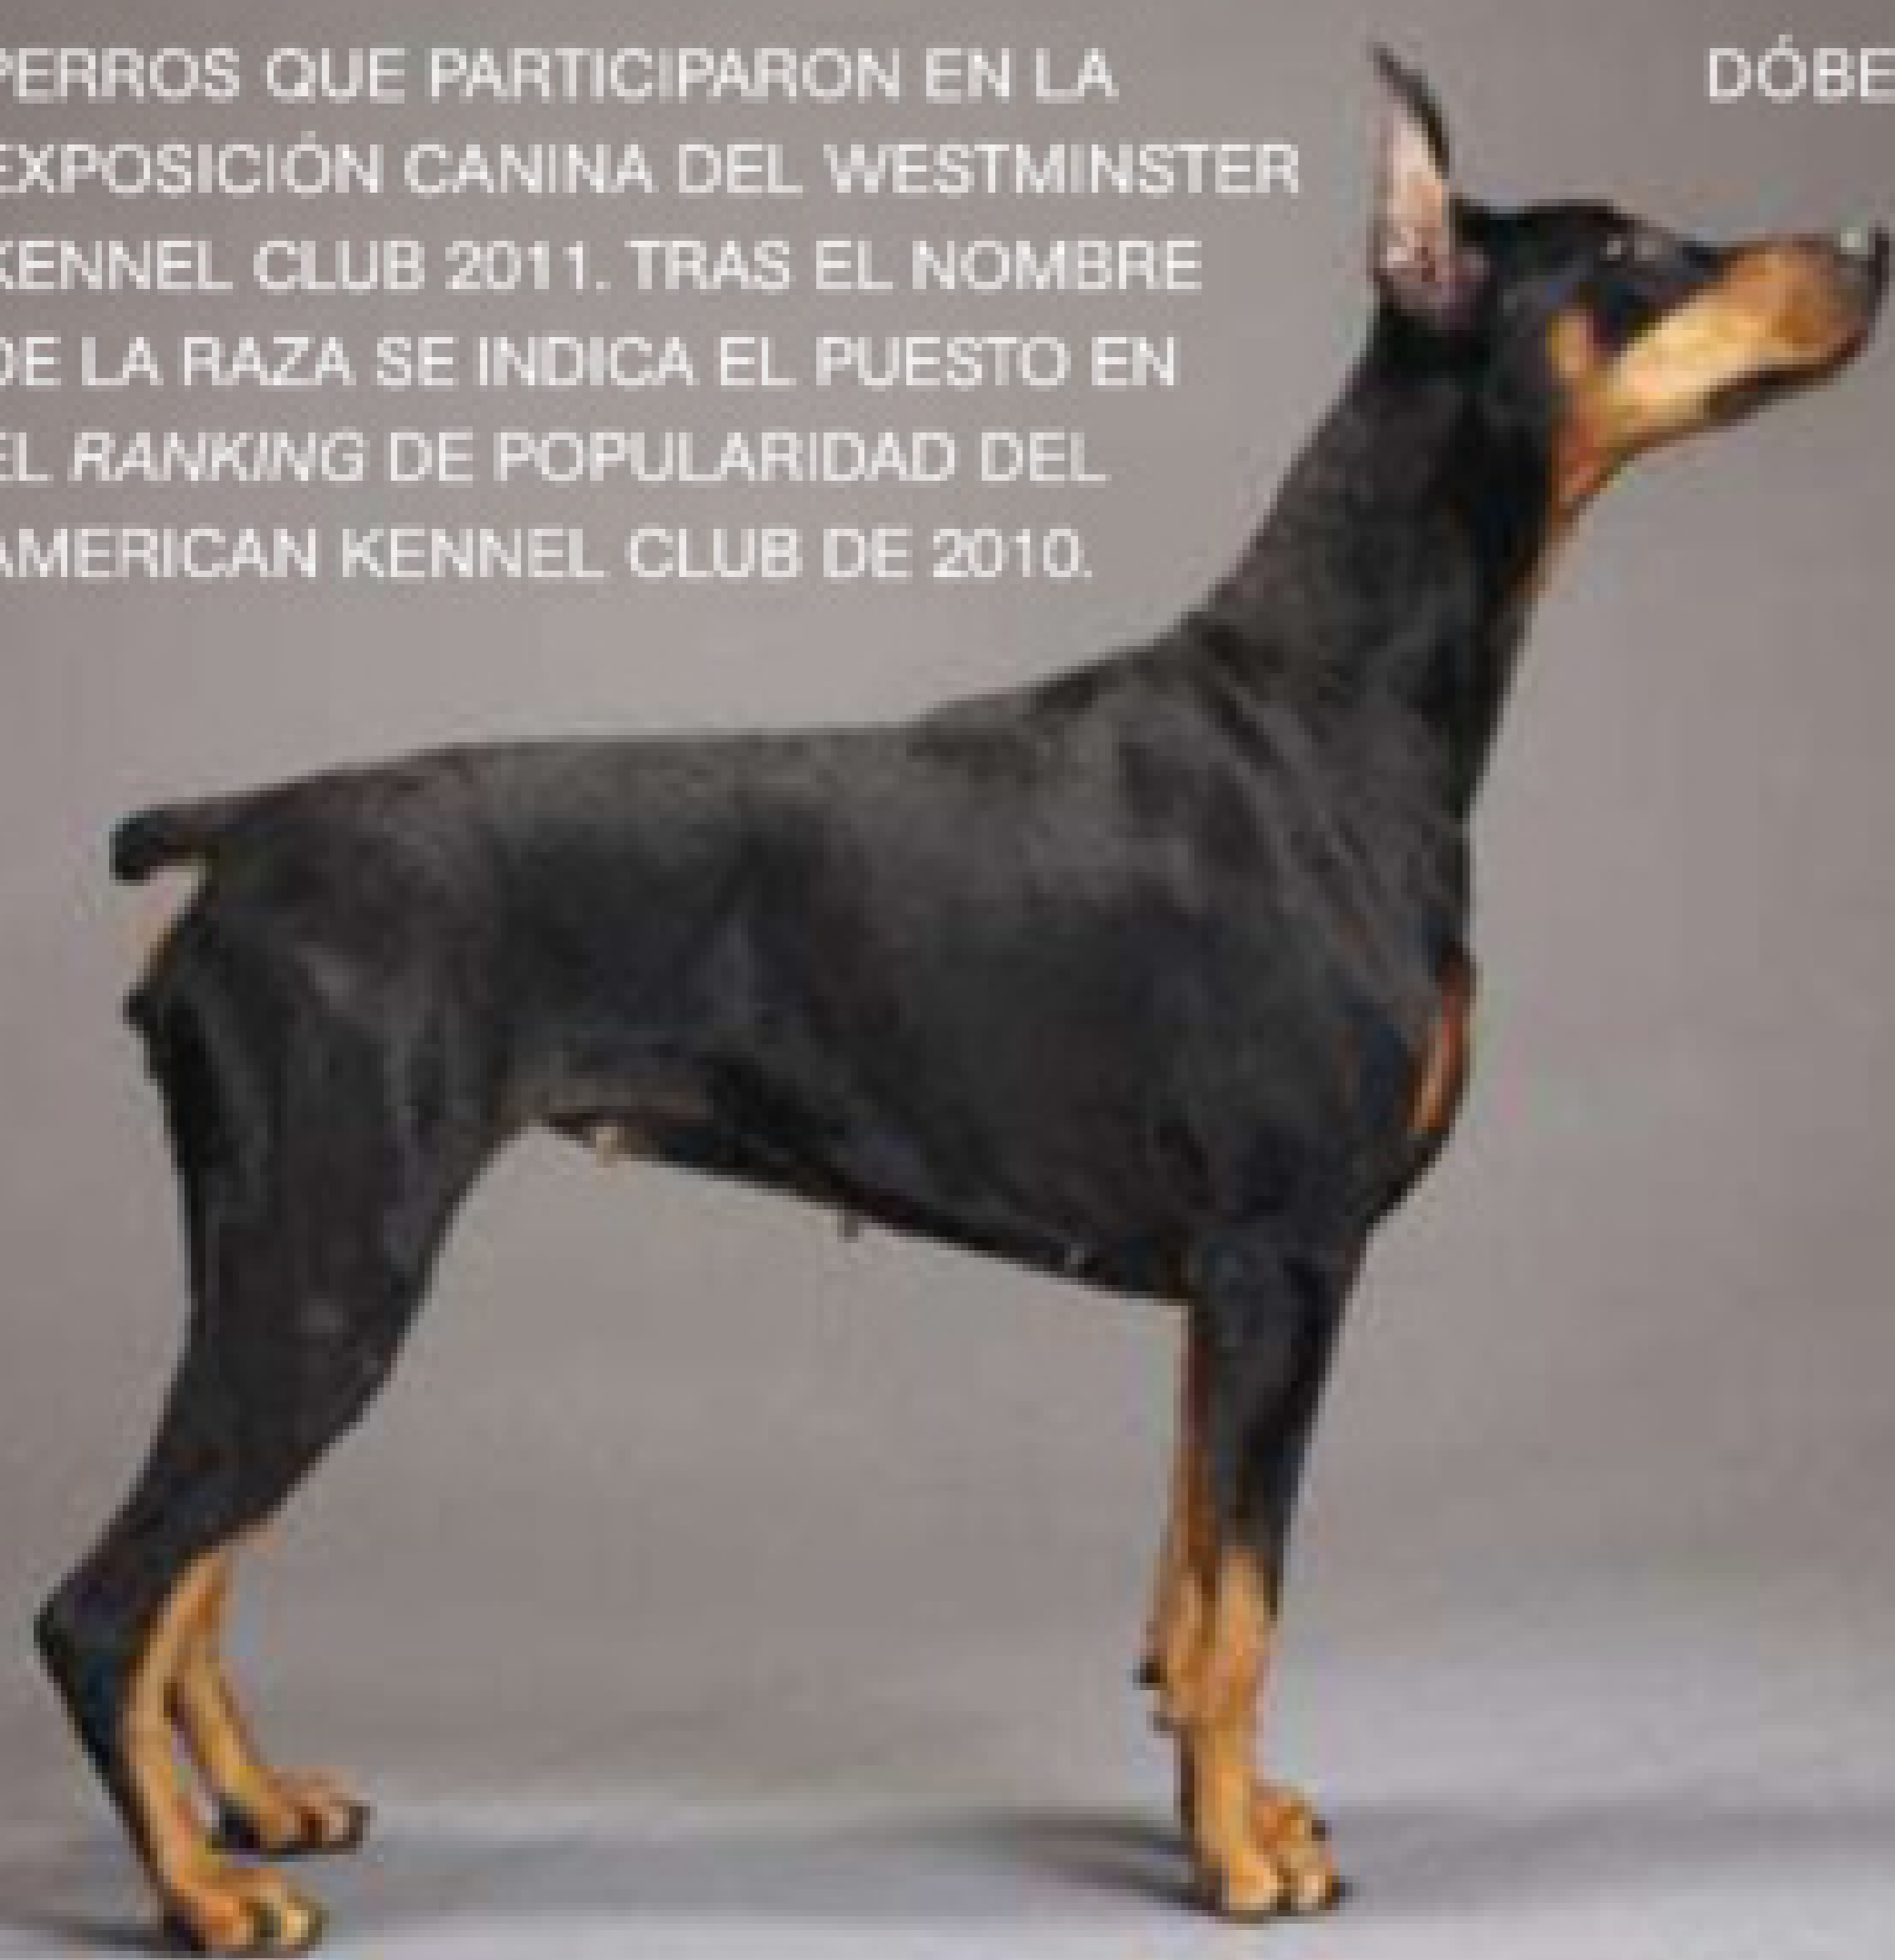 PERROS QUE PARTICIPARON EN LA
EXPOSICIÓN CANINA DEL WESTMINSTER
KENNEL CLUB 2011. TRAS EL NOMBRE
DE LA RAZA SE INDICA EL PUESTO EN
EL RANKING DE POPULARIDAD DEL
AMERICAN KENNEL CLUB DE 2010.
DÓBE